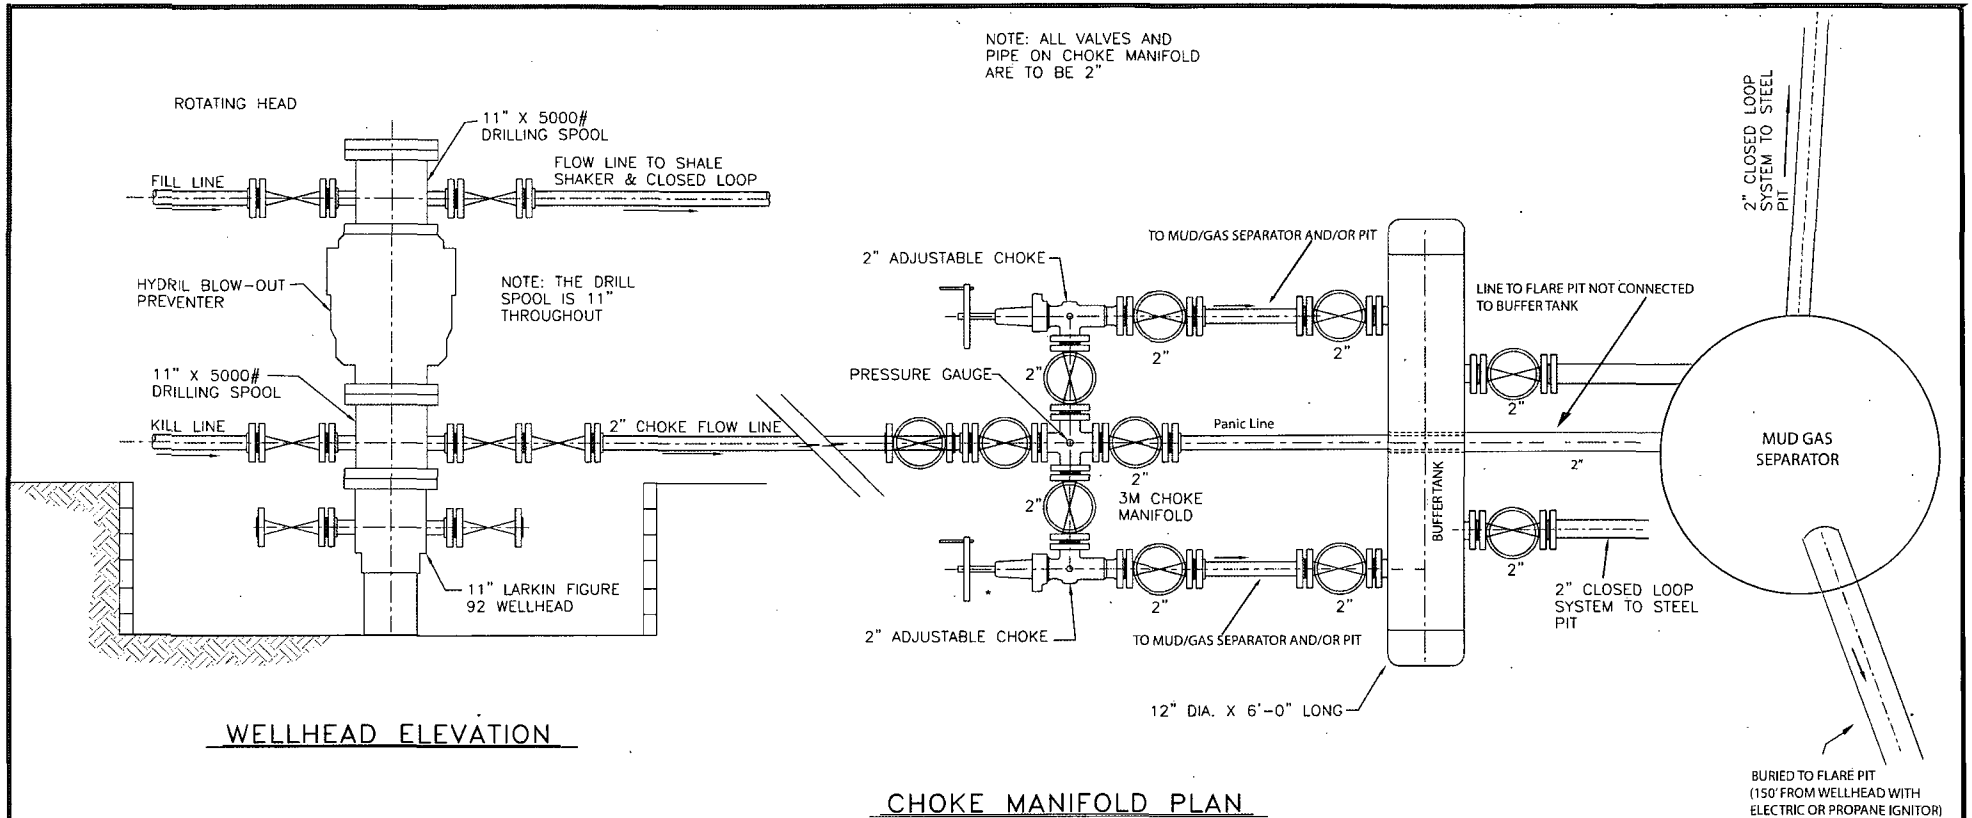 NOTE: ALL VALVES AND
PIPE ON CHOKE MANIFOLD
ARE TO BE 2"
ROTATING HEAD
11" X 5000#
DRILLING SPOOL
FILL LINE
FLOW LINE TO SHALE
SHAKER & CLOSED LOOP
HYDRIL BLOW-OUT
PREVENTER
NOTE: THE DRILL
SPOOL IS 11"
THROUGHOUT
11" X 5000#
DRILLING SPOOL
KILL LINE
2" CHOKE FLOW LINE
11" LARKIN FIGURE
92 WELLHEAD
WELLHEAD ELEVATION
2" ADJUSTABLE CHOKE
TO MUD/GAS SEPARATOR AND/OR PIT
2"
2"
2"
PRESSURE GAUGE
Panic Line
2"
2"
3M CHOKE
MANIFOLD
2"
2"
2" ADJUSTABLE CHOKE
TO MUD/GAS SEPARATOR AND/OR PIT
BUFFER TANK
12" DIA. X 6'-0" LONG
LINE TO FLARE PIT NOT CONNECTED
TO BUFFER TANK
2"
2"
2"
2" CLOSED LOOP
SYSTEM TO STEEL
PIT
2" CLOSED LOOP
SYSTEM TO STEEL
PIT
MUD GAS
SEPARATOR
BURIED TO FLARE PIT
(150' FROM WELLHEAD WITH
ELECTRIC OR PROPANE IGNITOR)
CHOKE MANIFOLD PLAN